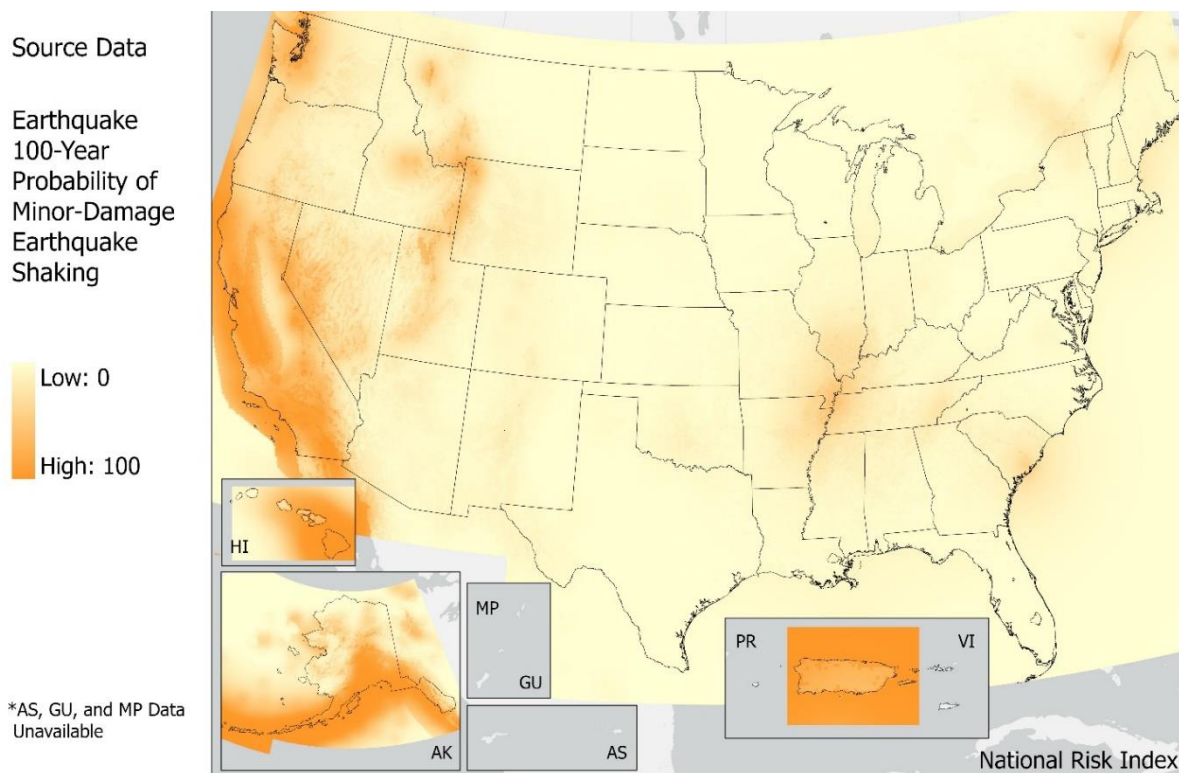 Source Data
Earthquake
100-Year
Probability of
Minor-Damage
Earthquake
Shaking
Low: 0
High: 100
*AS, GU, and MP Data
Unavailable
HI
AK
MP
GU
AS
PR
VI
National Risk Index